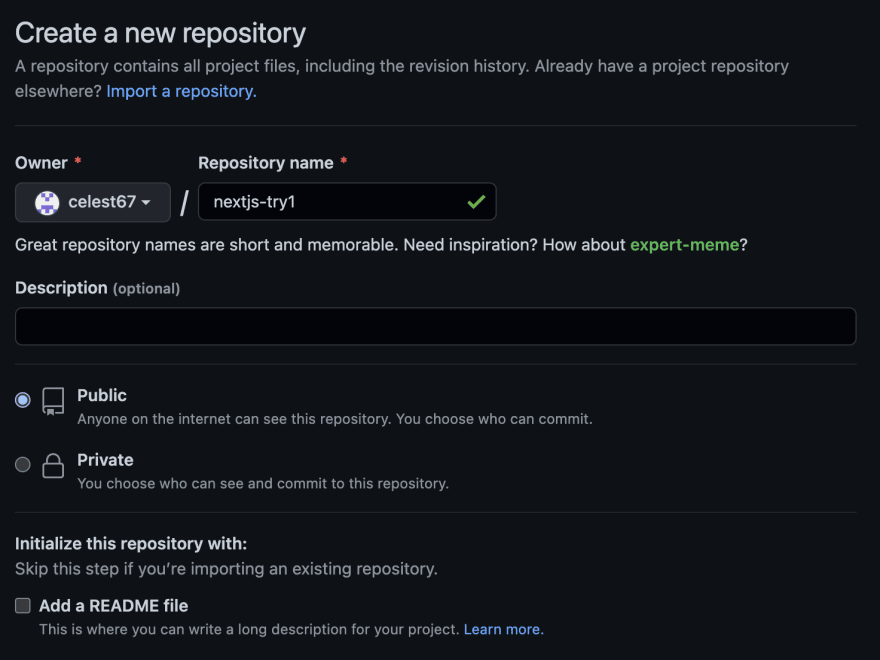 Create a new repository
A repository contains all project files, including the revision history. Already have a project repository
elsewhere? Import a repository.
Owner * Repository name *
celest67 / nextjs-try1
Great repository names are short and memorable. Need inspiration? How about expert-meme?
Description (optional)
Public
Anyone on the internet can see this repository. You choose who can commit.
Private
You choose who can see and commit to this repository.
Initialize this repository with:
Skip this step if you’re importing an existing repository.
Add a README file
This is where you can write a long description for your project. Learn more.